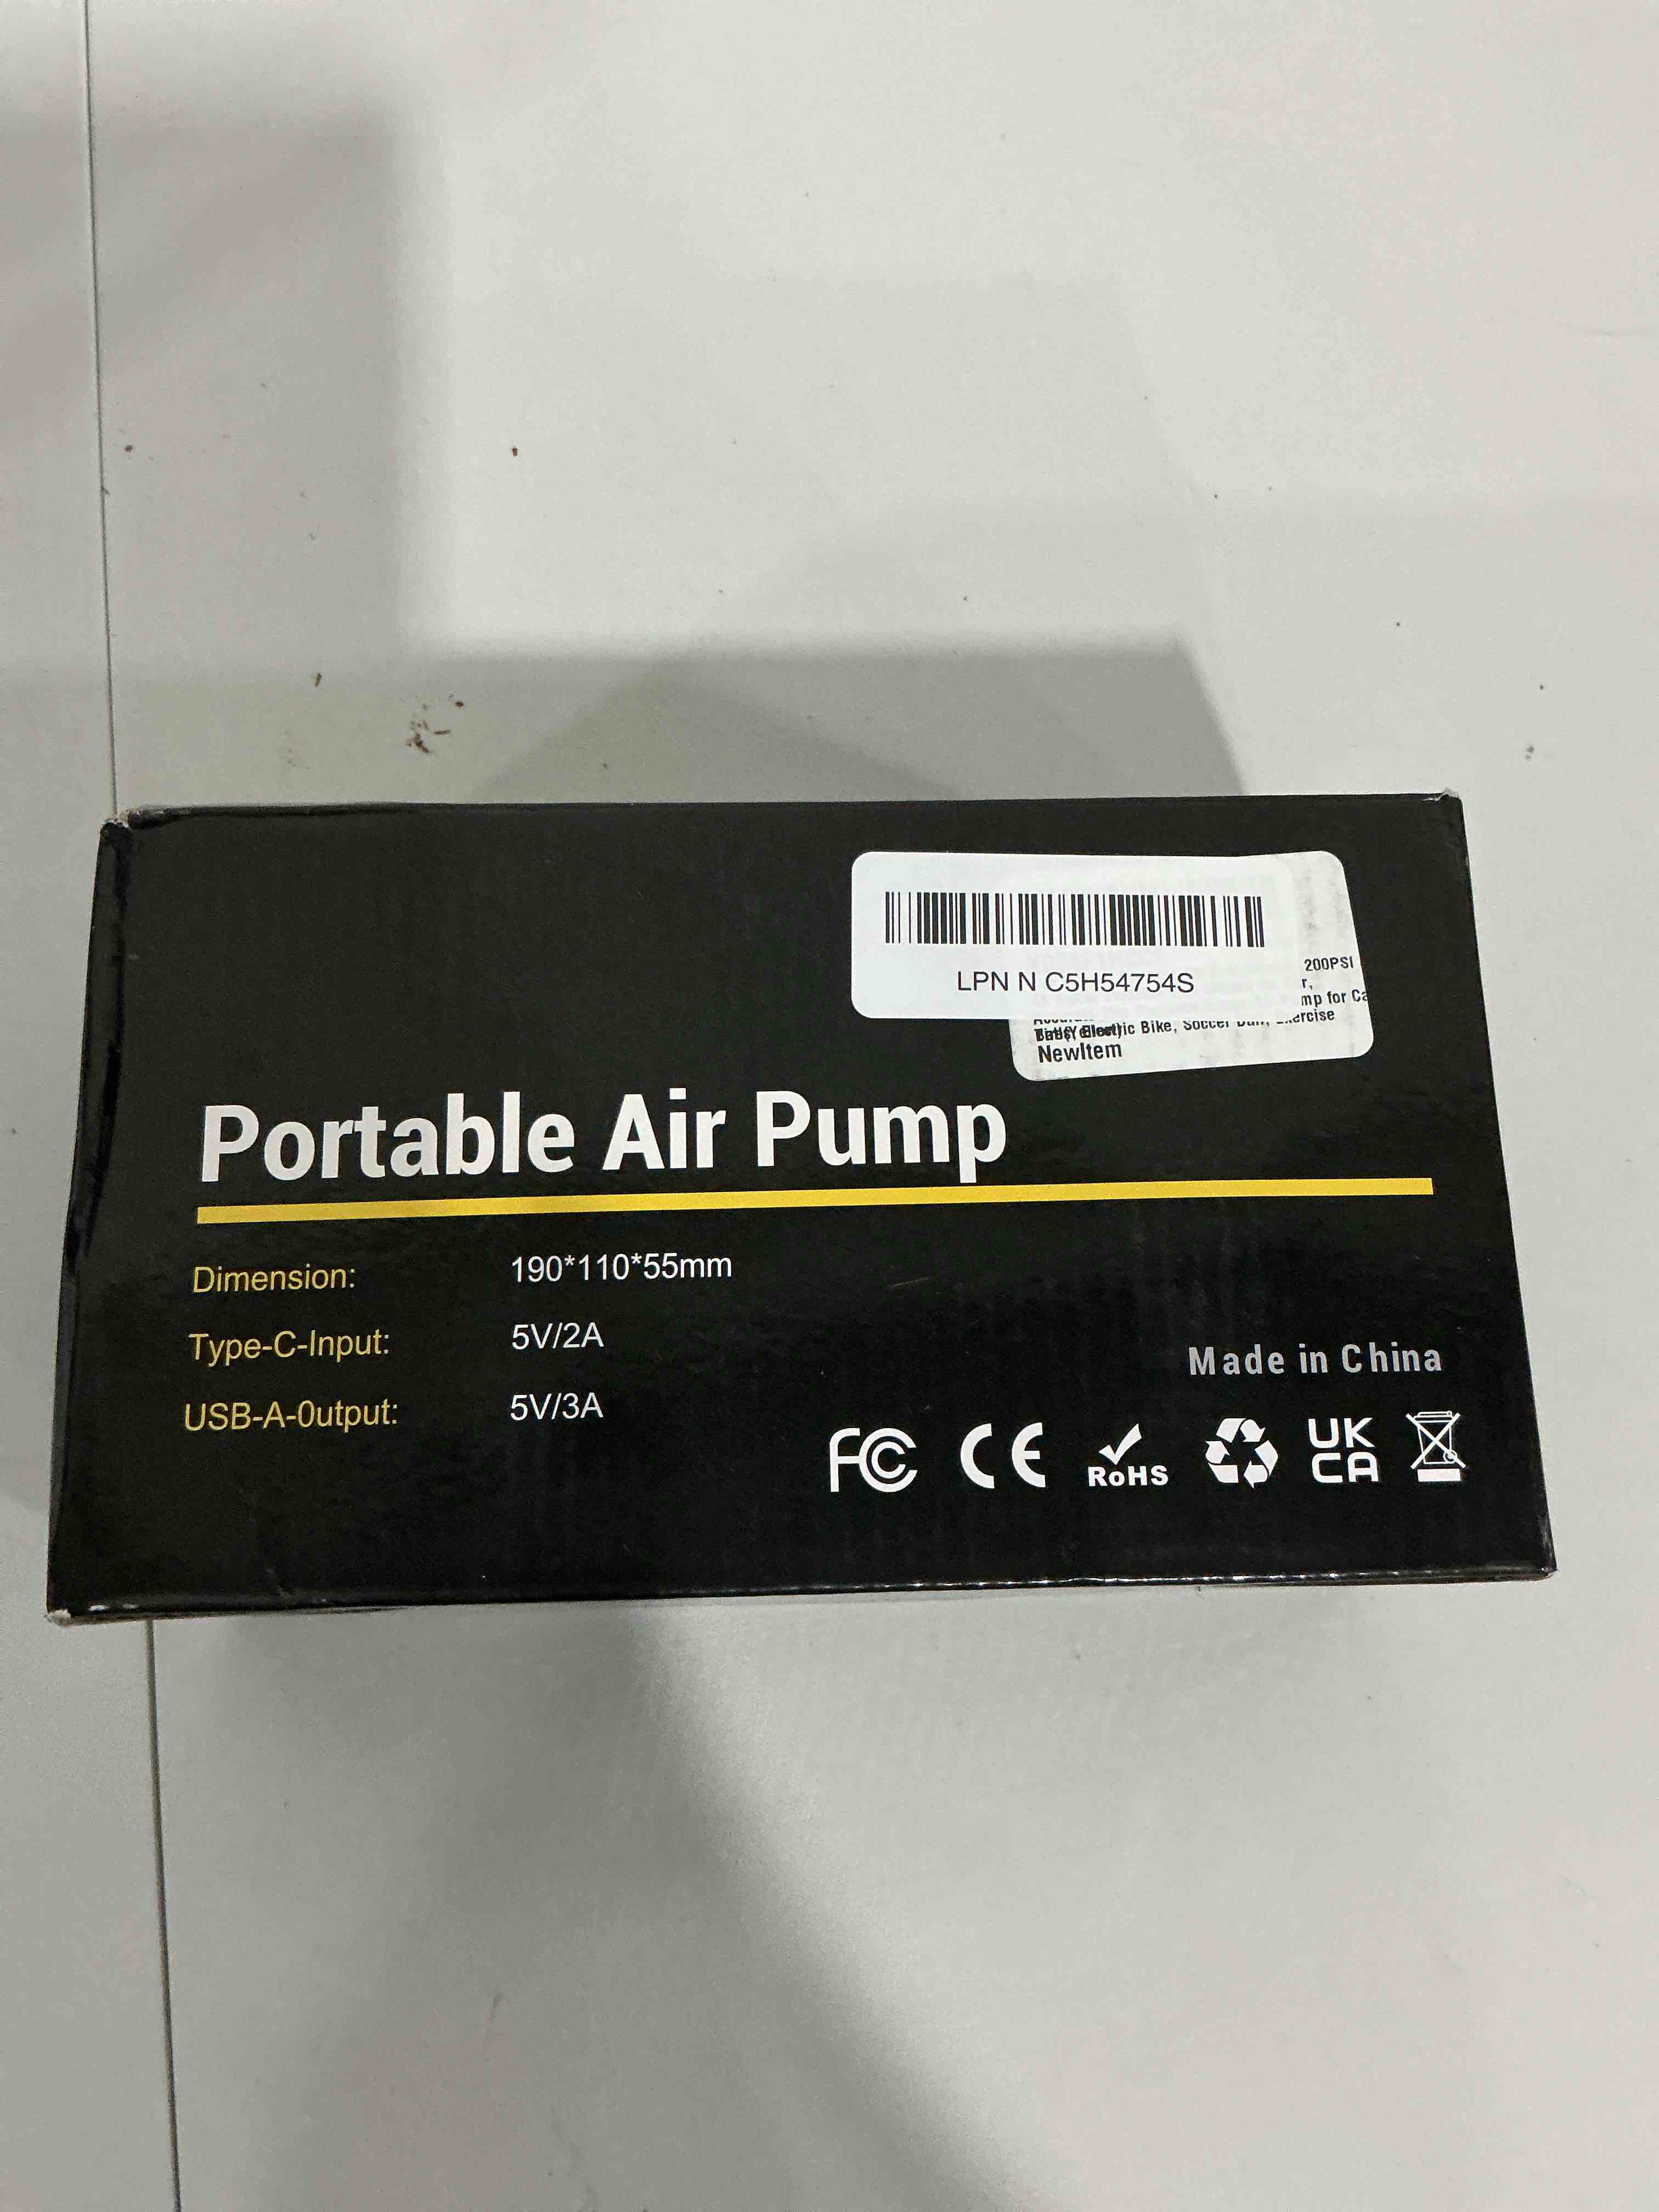 LPN N C5H54754S
200PSI
r,
mp for Ca
Electric Bike, Soccer
NewItem
Portable Air Pump
Dimension: 190*110*55mm
Type-C-Input: 5V/2A
USB-A-0utput: 5V/3A
Made in China
FC CE RoHS UK
CA